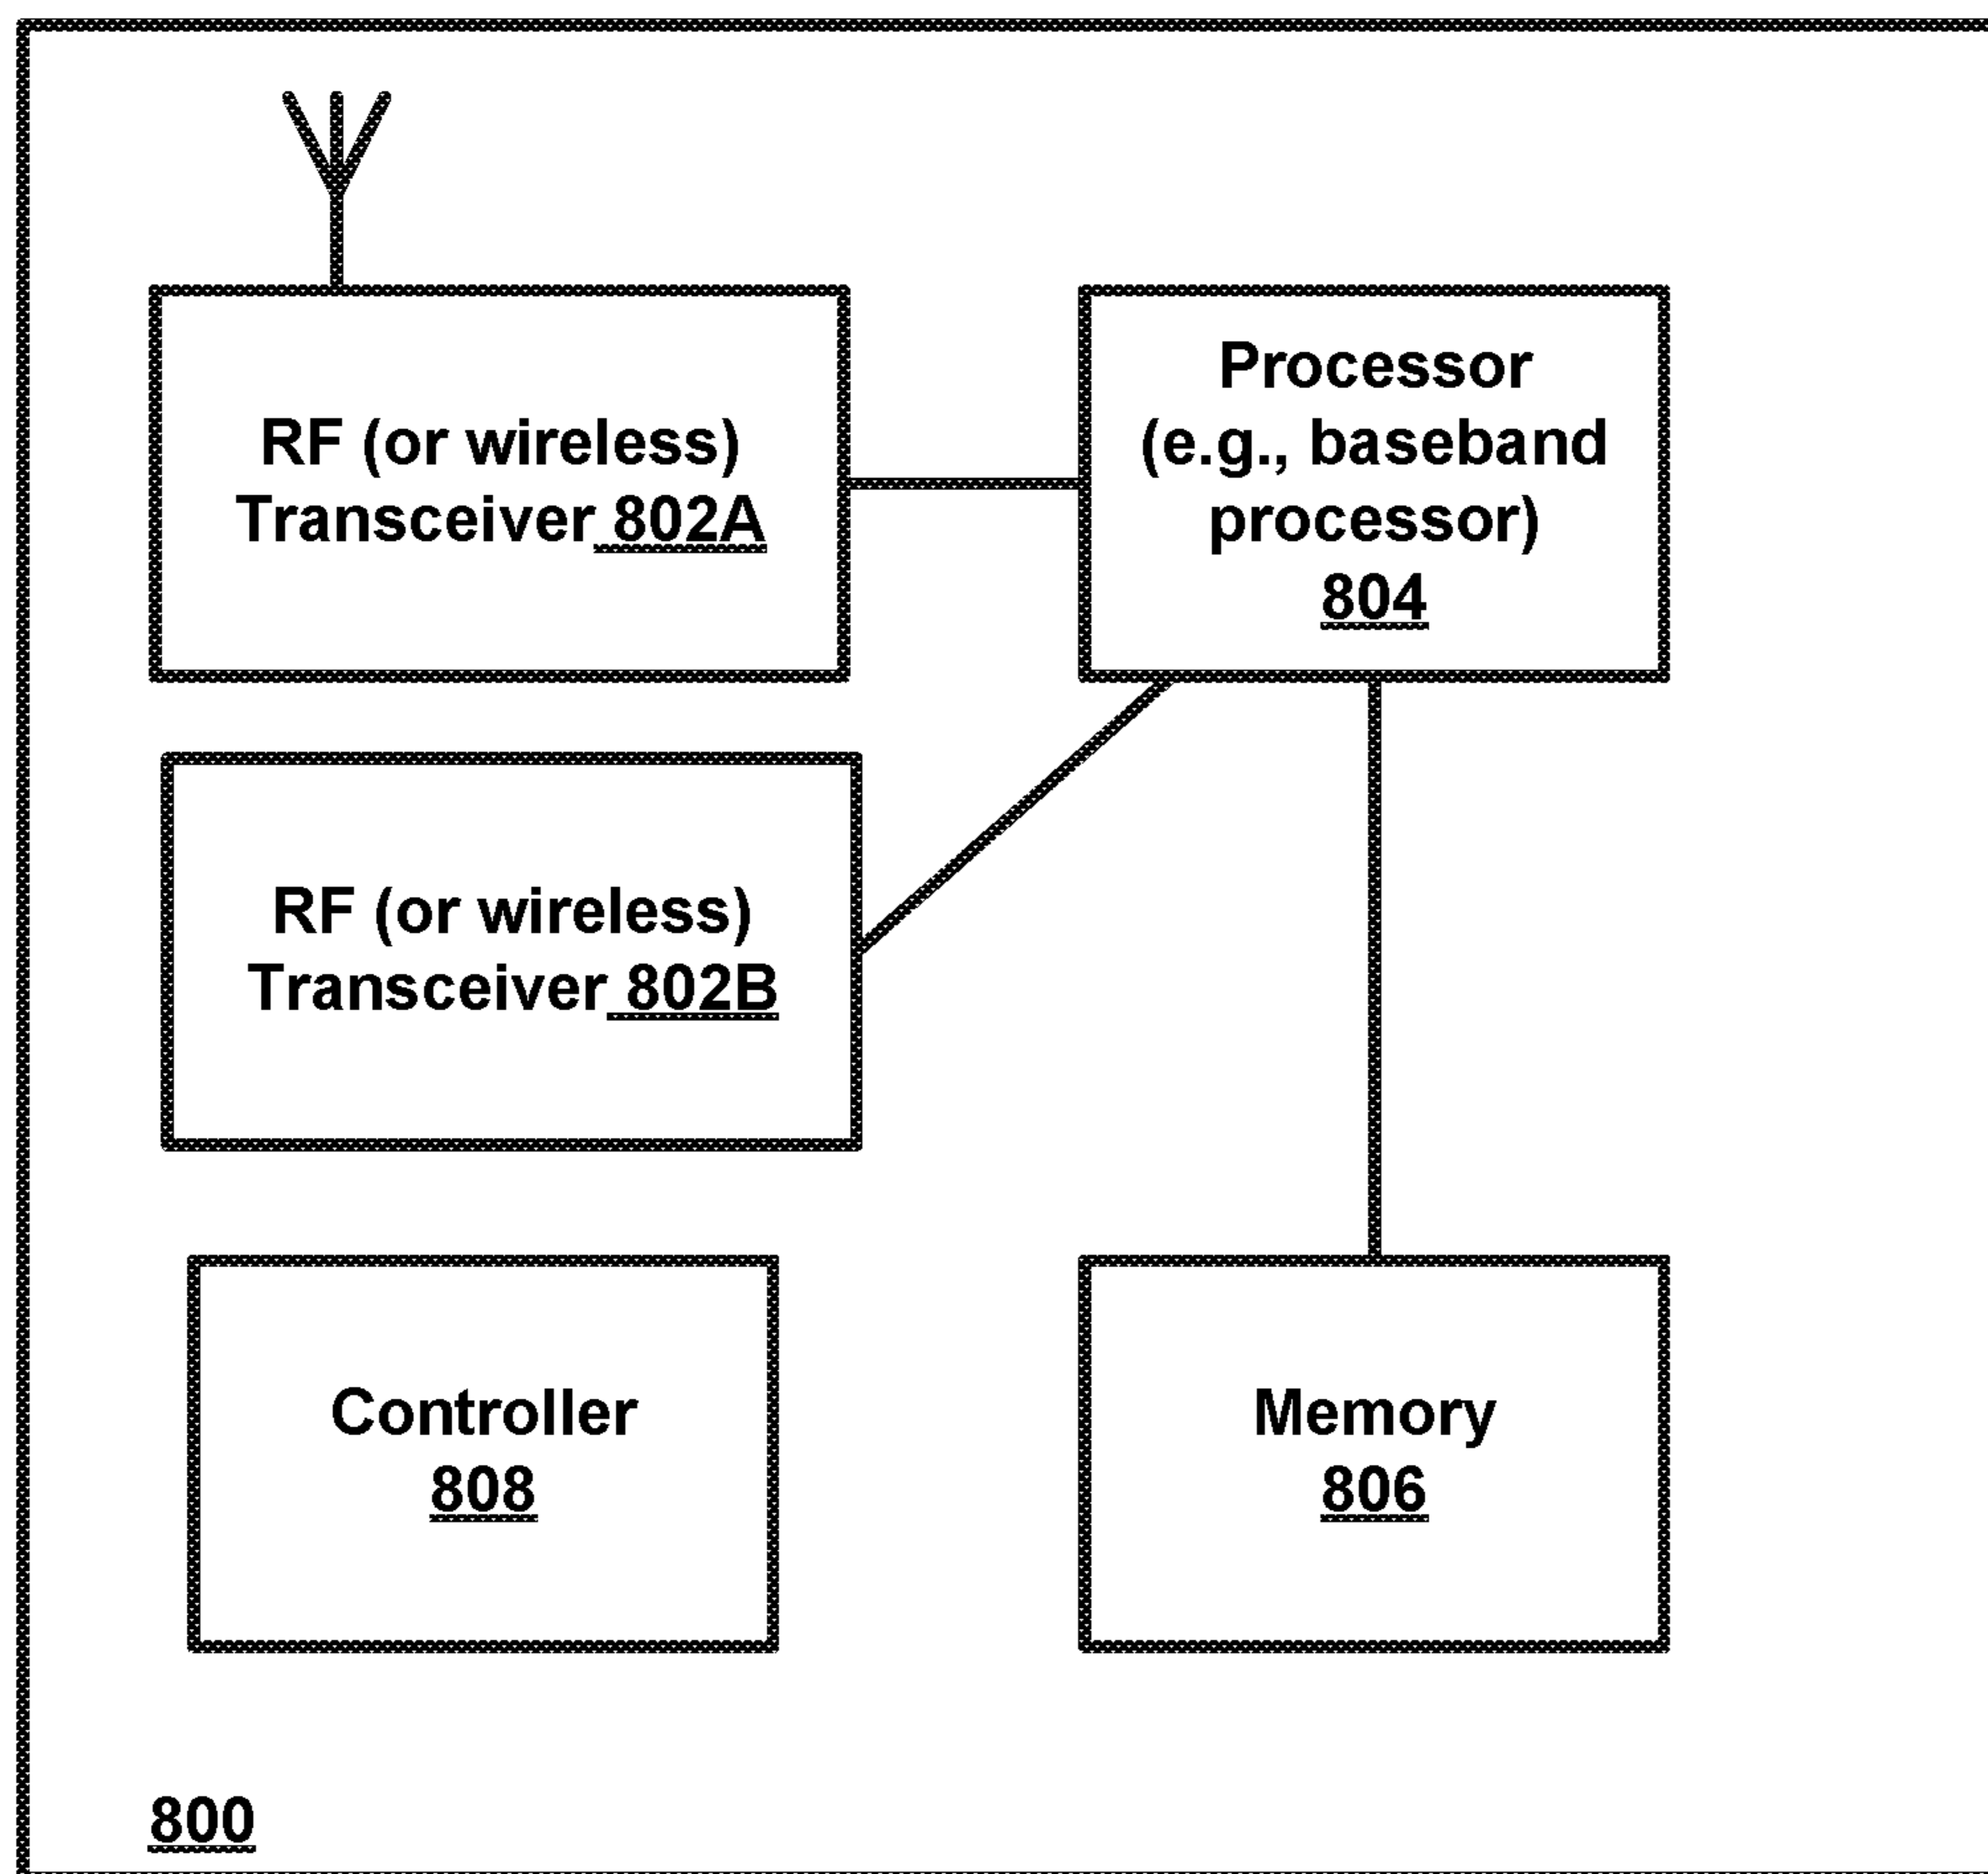 RF (or wireless)
Transceiver 802A
Processor
(e.g., baseband
processor)
804
RF (or wireless)
Transceiver 802B
Controller
808
Memory
806
800